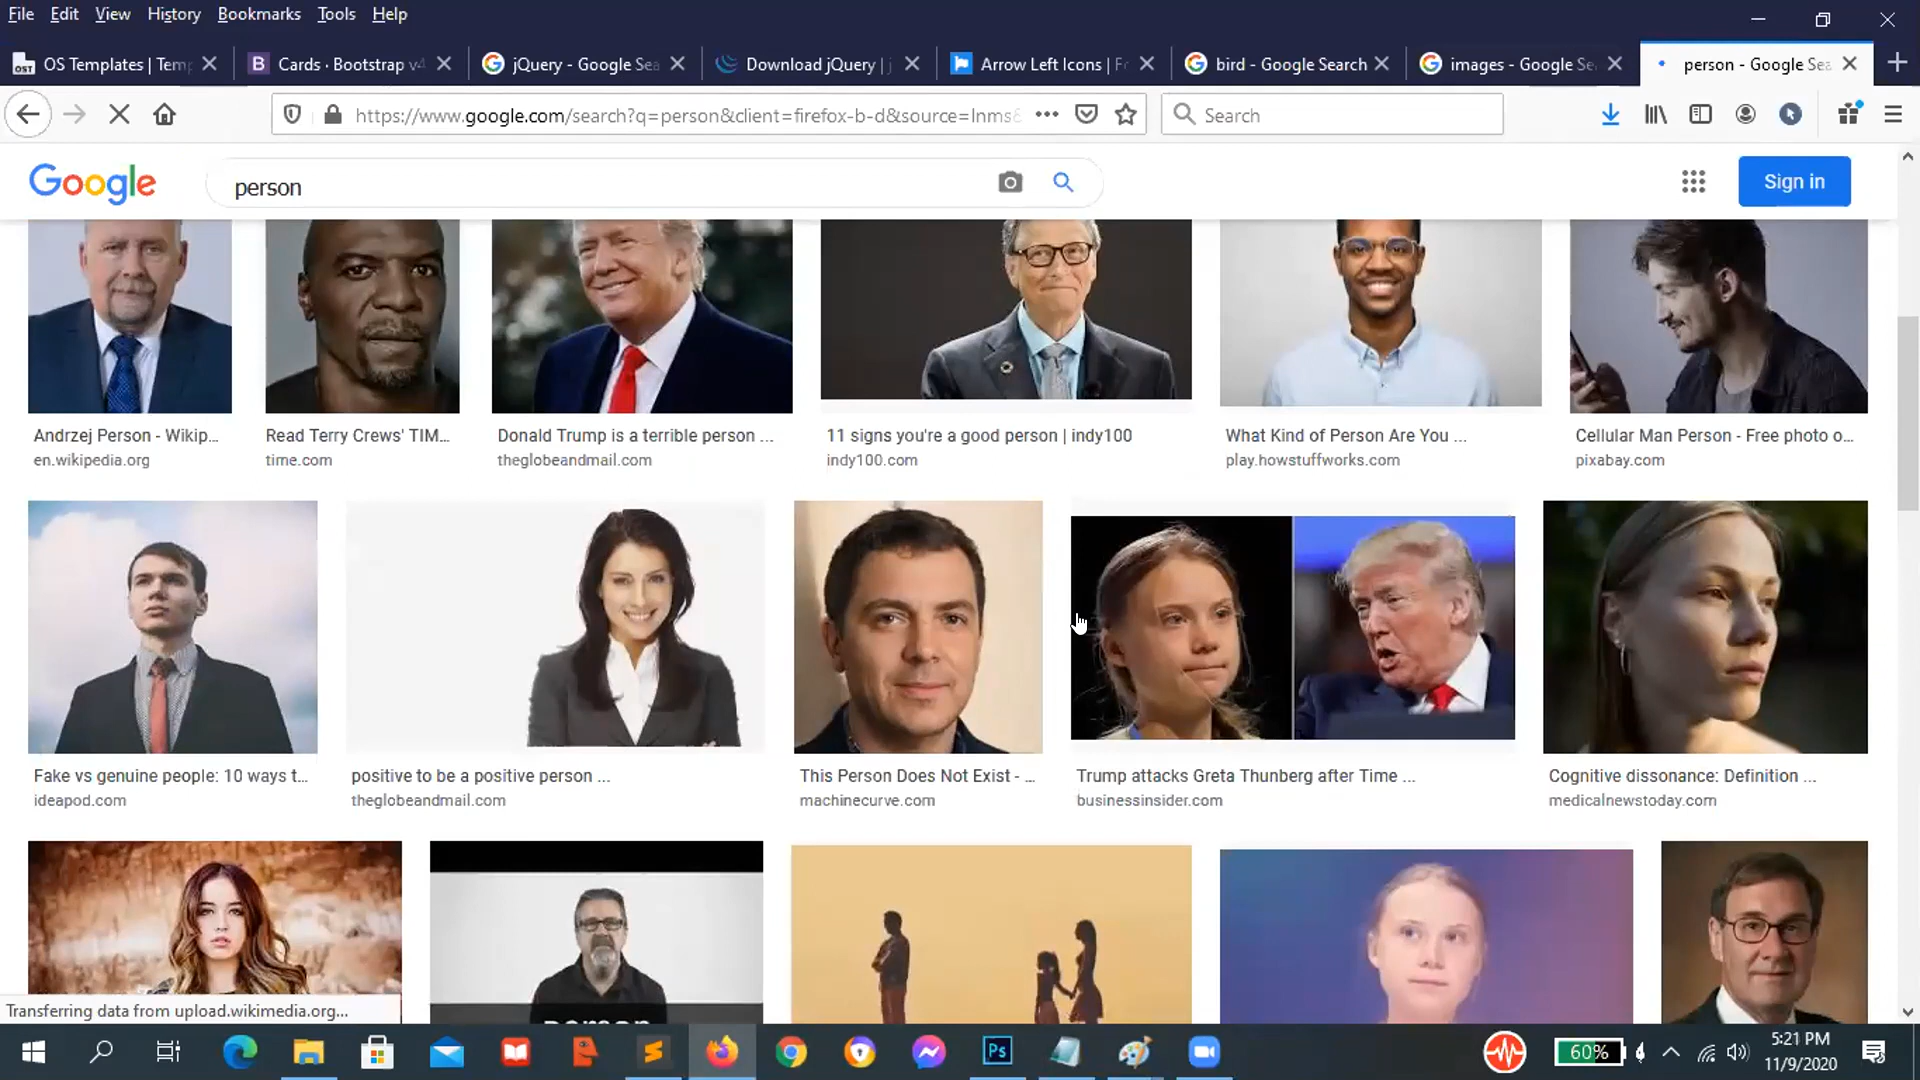 File Edit View History Bookmarks Tools Help
OS Templates | Temp
Cards · Bootstrap v4
jQuery - Google Sea
Download jQuery | j
Arrow Left Icons | Fr
bird - Google Search
images - Google Se
person - Google Sea
https://www.google.com/search?q=person&client=firefox-b-d&source=lnms&
Search
Google
person
Sign in
Andrzej Person - Wikip...
en.wikipedia.org
Read Terry Crews' TIM...
time.com
Donald Trump is a terrible person ...
theglobeandmail.com
11 signs you're a good person | indy100
indy100.com
What Kind of Person Are You ...
play.howstuffworks.com
Cellular Man Person - Free photo o...
pixabay.com
Fake vs genuine people: 10 ways t...
ideapod.com
positive to be a positive person ...
theglobeandmail.com
This Person Does Not Exist - ...
machinecurve.com
Trump attacks Greta Thunberg after Time ...
businessinsider.com
Cognitive dissonance: Definition ...
medicalnewstoday.com
person
Transferring data from upload.wikimedia.org...
60%
5:21 PM
11/9/2020